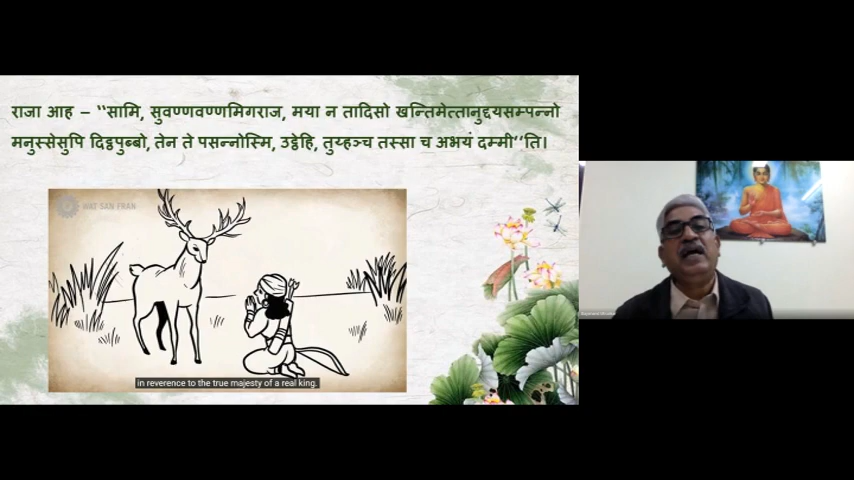 राजा आह – ‘‘सामि, सुवण्णवण्णमिगराज, मया न तादिसो खन्तिमेत्तानुद्दयसम्पन्नो
मनुस्सेसुपि दिट्ठपुब्बो, तेन ते पसन्नोस्मि, उट्ठेहि, तुय्हञ्च तस्सा च अभयं दम्मी’’ति।
WAT SAN FRAN
in reverence to the true majesty of a real king.